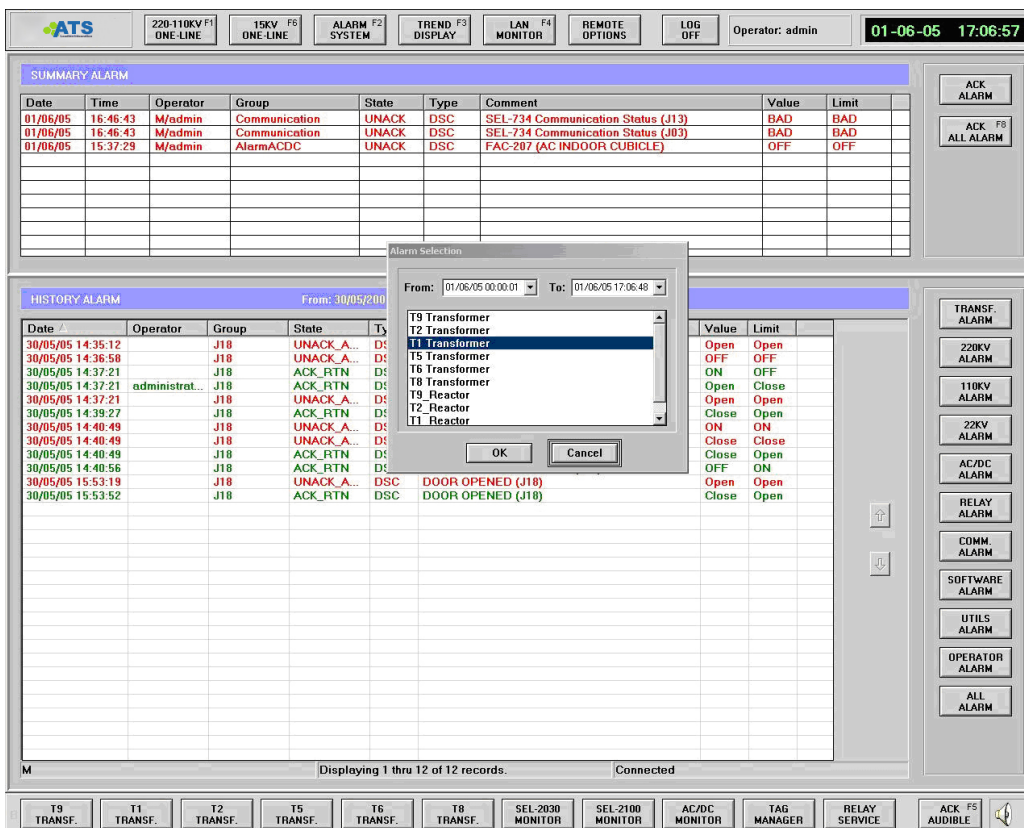 ATS
220-110KV F1 ONE-LINE
15KV F6 ONE-LINE
ALARM F2 SYSTEM
TREND F3 DISPLAY
LAN F4 MONITOR
REMOTE OPTIONS
LOG OFF
Operator: admin
01-06-05 17:06:57
SUMMARY ALARM
Date Time Operator Group State Type Comment Value Limit
01/06/05 16:46:43 M/admin Communication UNACK DSC SEL-734 Communication Status (J13) BAD BAD
01/06/05 16:46:43 M/admin Communication UNACK DSC SEL-734 Communication Status (J03) BAD BAD
01/06/05 15:37:29 M/admin AlarmACDC UNACK DSC FAC-207 (AC INDOOR CUBICLE) OFF OFF
ACK ALARM
ACK F8 ALL ALARM
Alarm Selection
From: 01/06/05 00:00:01 To: 01/06/05 17:06:48
T9 Transformer
T2 Transformer
T1 Transformer
T5 Transformer
T6 Transformer
T8 Transformer
T9_Reactor
T2_Reactor
T1_Reactor
OK Cancel
HISTORY ALARM From: 30/05/200
Date Operator Group State Ty Value Limit
30/05/05 14:35:12 J18 UNACK_A... DS Open Open
30/05/05 14:36:58 J18 UNACK_A... DS OFF OFF
30/05/05 14:37:21 J18 ACK_RTN DS ON OFF
30/05/05 14:37:21 administrat... J18 ACK_RTN DS Open Close
30/05/05 14:37:21 J18 UNACK_A... DS Open Open
30/05/05 14:39:27 J18 ACK_RTN DS Close Open
30/05/05 14:40:49 J18 UNACK_A... DS ON ON
30/05/05 14:40:49 J18 UNACK_A... DS Close Close
30/05/05 14:40:49 J18 ACK_RTN DS Close Open
30/05/05 14:40:56 J18 ACK_RTN DS OFF ON
30/05/05 15:53:19 J18 UNACK_A... DSC DOOR OPENED (J18) Open Open
30/05/05 15:53:52 J18 ACK_RTN DSC DOOR OPENED (J18) Close Open
M Displaying 1 thru 12 of 12 records. Connected
TRANSF. ALARM
220KV ALARM
110KV ALARM
22KV ALARM
AC/DC ALARM
RELAY ALARM
COMM. ALARM
SOFTWARE ALARM
UTILS ALARM
OPERATOR ALARM
ALL ALARM
T9 TRANSF.
T1 TRANSF.
T2 TRANSF.
T5 TRANSF.
T6 TRANSF.
T8 TRANSF.
SEL-2030 MONITOR
SEL-2100 MONITOR
AC/DC MONITOR
TAG MANAGER
RELAY SERVICE
ACK F5 AUDIBLE